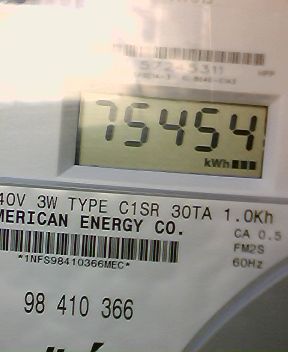 75454
kWh
40V 3W TYPE C1SR 30TA 1.0Kh
MERICAN ENERGY CO.
CA 0.5
FM2S
*1NFS98410366MEC*
60Hz
98 410 366